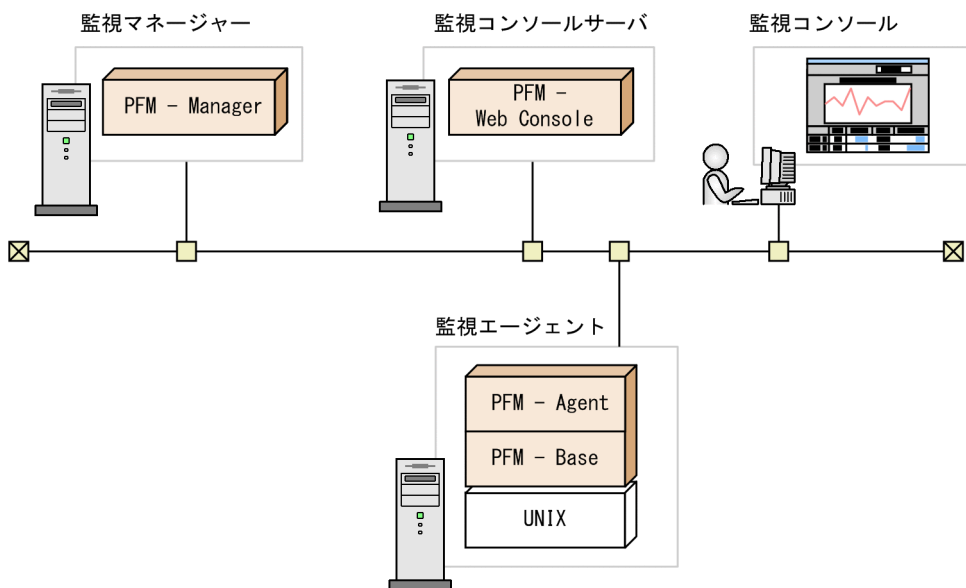 監視マネージャー
監視コンソールサーバ
監視コンソール
PFM - Manager
PFM -
Web Console
監視エージェント
PFM - Agent
PFM - Base
UNIX